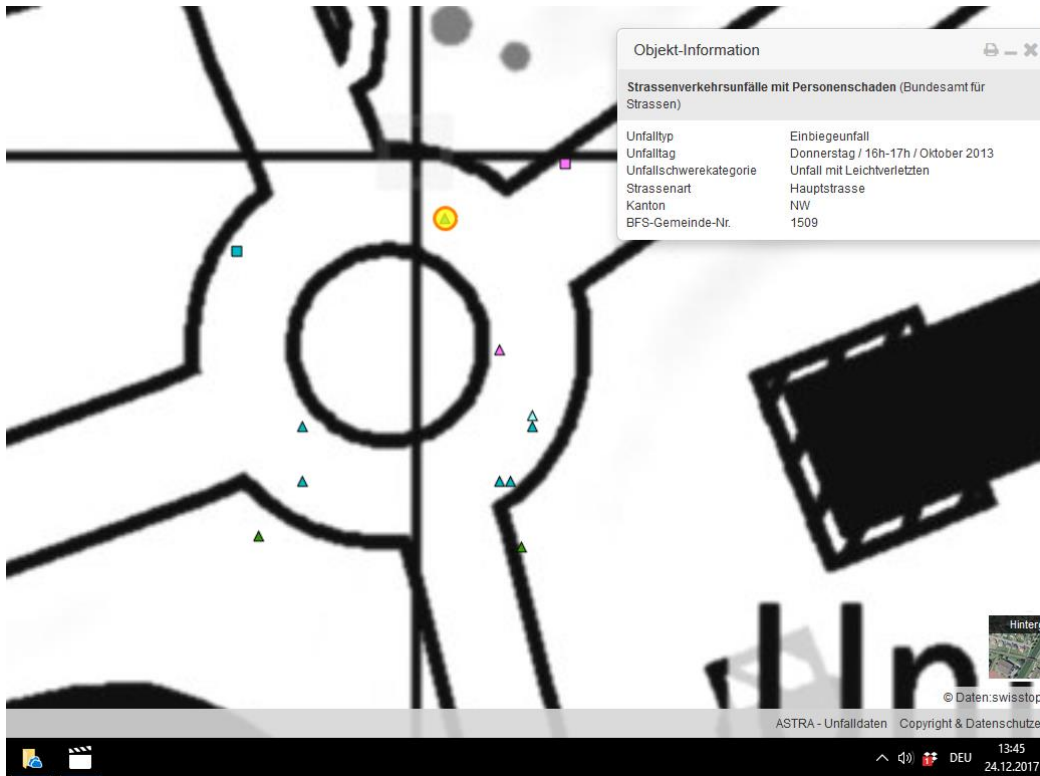 Objekt-Information
Strassenverkehrsunfälle mit Personenschaden (Bundesamt für
Strassen)
Unfalltyp Einbiegeunfall
Unfalltag Donnerstag / 16h-17h / Oktober 2013
Unfallschwerekategorie Unfall mit Leichtverletzten
Strassenart Hauptstrasse
Kanton NW
BFS-Gemeinde-Nr. 1509
© Daten:swisstop
ASTRA - Unfalldaten Copyright & Datenschutze
DEU
13:45
24.12.2017